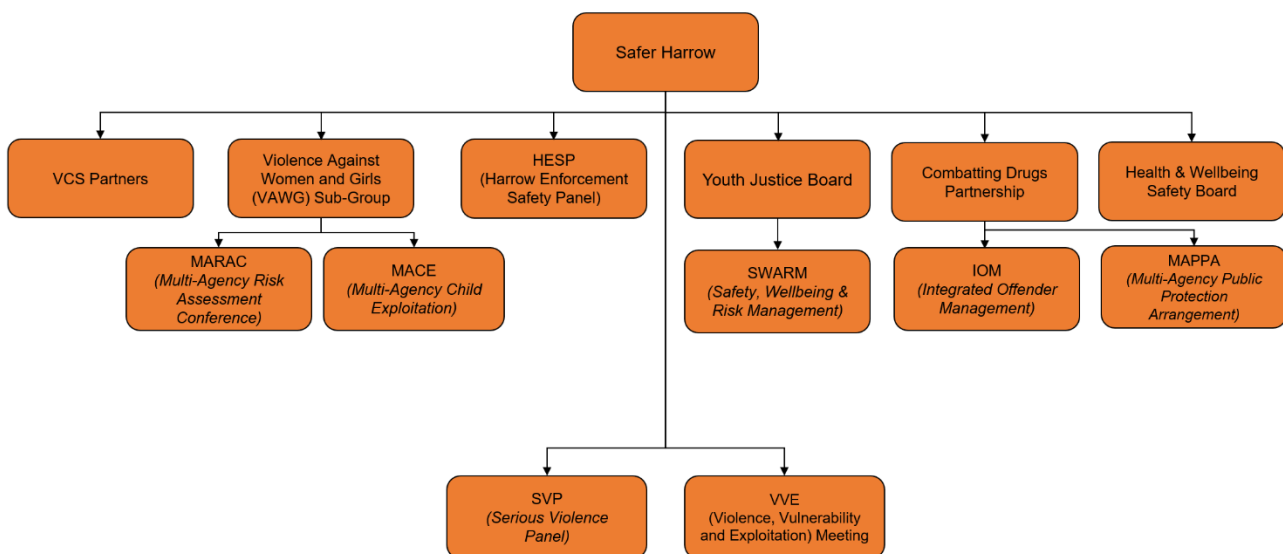 Safer Harrow
VCS Partners
Violence Against
Women and Girls
(VAWG) Sub-Group
HESP
(Harrow Enforcement
Safety Panel)
Youth Justice Board
Combatting Drugs
Partnership
Health & Wellbeing
Safety Board
MARAC
(Multi-Agency Risk
Assessment
Conference)
MACE
(Multi-Agency Child
Exploitation)
SWARM
(Safety, Wellbeing &
Risk Management)
IOM
(Integrated Offender
Management)
MAPPA
(Multi-Agency Public
Protection
Arrangement)
SVP
(Serious Violence
Panel)
VVE
(Violence, Vulnerability
and Exploitation) Meeting